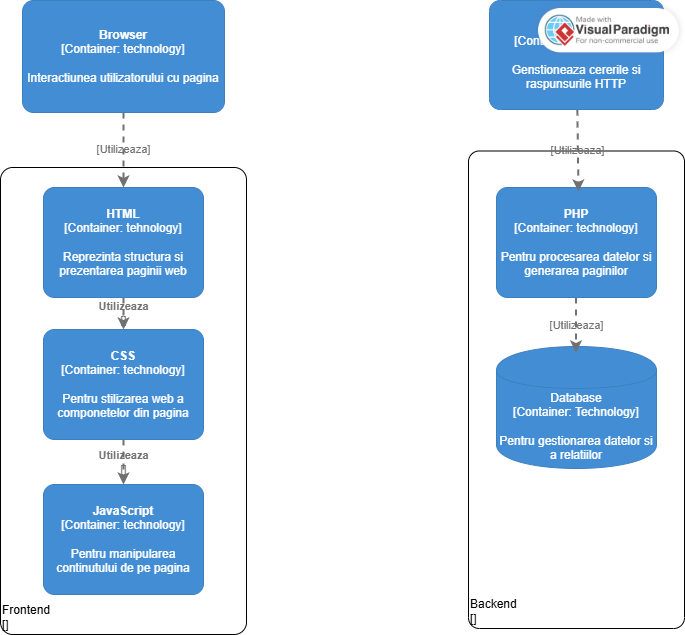 Browser
[Container: technology]
Interactiunea utilizatorului cu pagina
[Utilizeaza]
HTML
[Container: tehnology]
Reprezinta structura si
prezentarea paginii web
Utilizeaza
CSS
[Container: technology]
Pentru stilizarea web a
componetelor din pagina
Utilizeaza
[]
JavaScript
[Container: technology]
Pentru manipularea
continutului de pe pagina
Frontend
[]
Made with
Visual Paradigm
For non-commercial use
Genstioneaza cererile si
raspunsurile HTTP
[Utilizeaza]
PHP
[Container: technology]
Pentru procesarea datelor si
generarea paginilor
[Utilizeaza]
Database
[Container: Technology]
Pentru gestionarea datelor si
a relatiilor
Backend
[]